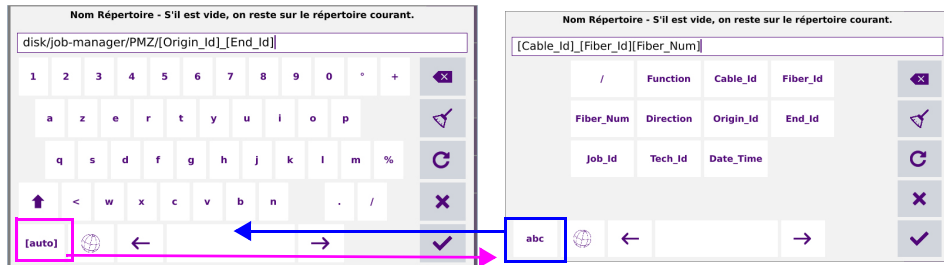 Nom Répertoire - S'il est vide, on reste sur le répertoire courant.
disk/job-manager/PMZ/[Origin_Id]_[End_Id]
1 2 3 4 5 6 7 8 9 0 ° +
a z e r t y u i o p
q s d f g h j k l m %
< w x c v b n . /
[auto]
Nom Répertoire - S'il est vide, on reste sur le répertoire courant.
[Cable_Id]_[Fiber_Id][Fiber_Num]
/ Function Cable_Id Fiber_Id
Fiber_Num Direction Origin_Id End_Id
Job_Id Tech_Id Date_Time
abc